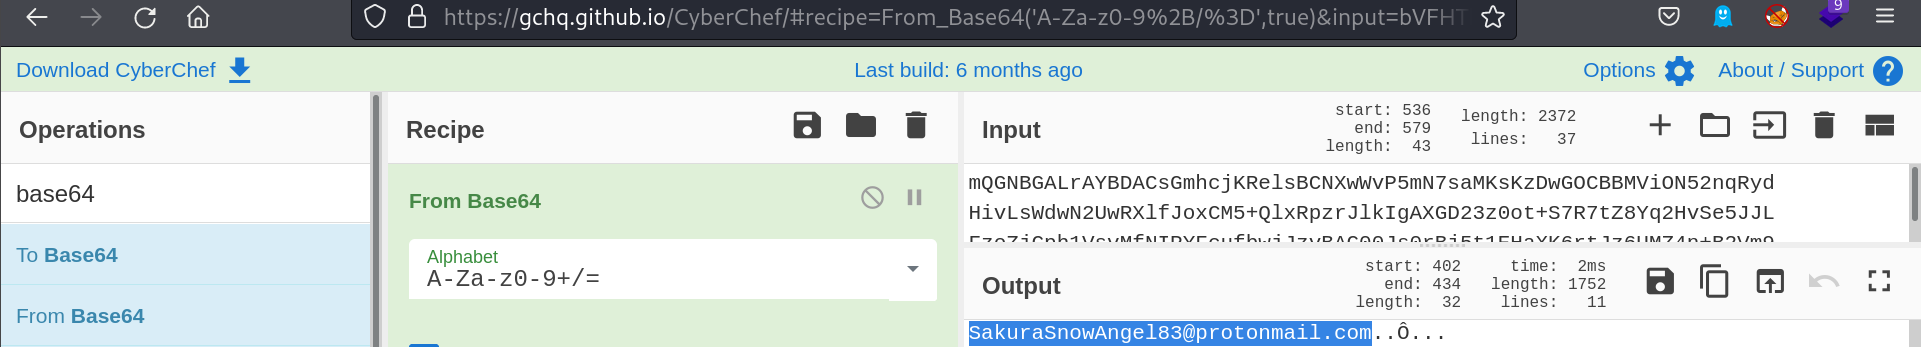 https://gchq.github.io/CyberChef/#recipe=From_Base64('A-Za-z0-9%2B/%3D',true)&input=bVFHT
9
Download CyberChef
Last build: 6 months ago
Options
About / Support
Operations
Recipe
Input
start: 536
end: 579
length: 43
length: 2372
lines: 37
base64
To Base64
From Base64
From Base64
Alphabet
A-Za-z0-9+/=
mQGNBGALrAYBDACsGmhcjKRelsBCNXwWvP5mN7saMKsKzDwGOCBBMViON52nqRyd
HivLsWdwN2UwRXlfJoxCM5+QlxRpzrJlkIgAXGD23z0ot+S7R7tZ8Yq2HvSe5JJL
Output
start: 402
end: 434
length: 32
time: 2ms
length: 1752
lines: 11
SakuraSnowAngel83@protonmail.com..Ô...